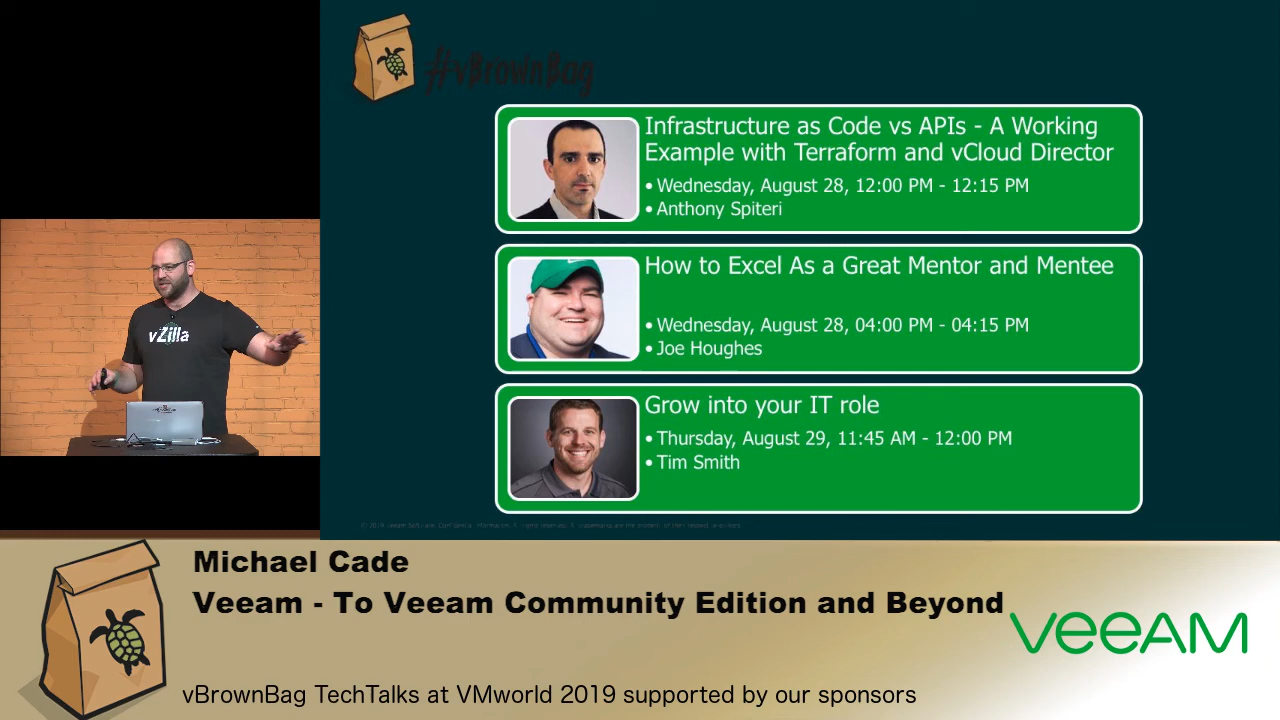 #vBrownBag
Infrastructure as Code vs APIs - A Working
Example with Terraform and vCloud Director
• Wednesday, August 28, 12:00 PM - 12:15 PM
• Anthony Spiteri
How to Excel As a Great Mentor and Mentee
• Wednesday, August 28, 04:00 PM - 04:15 PM
• Joe Houghes
Grow into your IT role
• Thursday, August 29, 11:45 AM - 12:00 PM
• Tim Smith
vZilla
Michael Cade
Veeam - To Veeam Community Edition and Beyond
VEEAM
vBrownBag TechTalks at VMworld 2019 supported by our sponsors